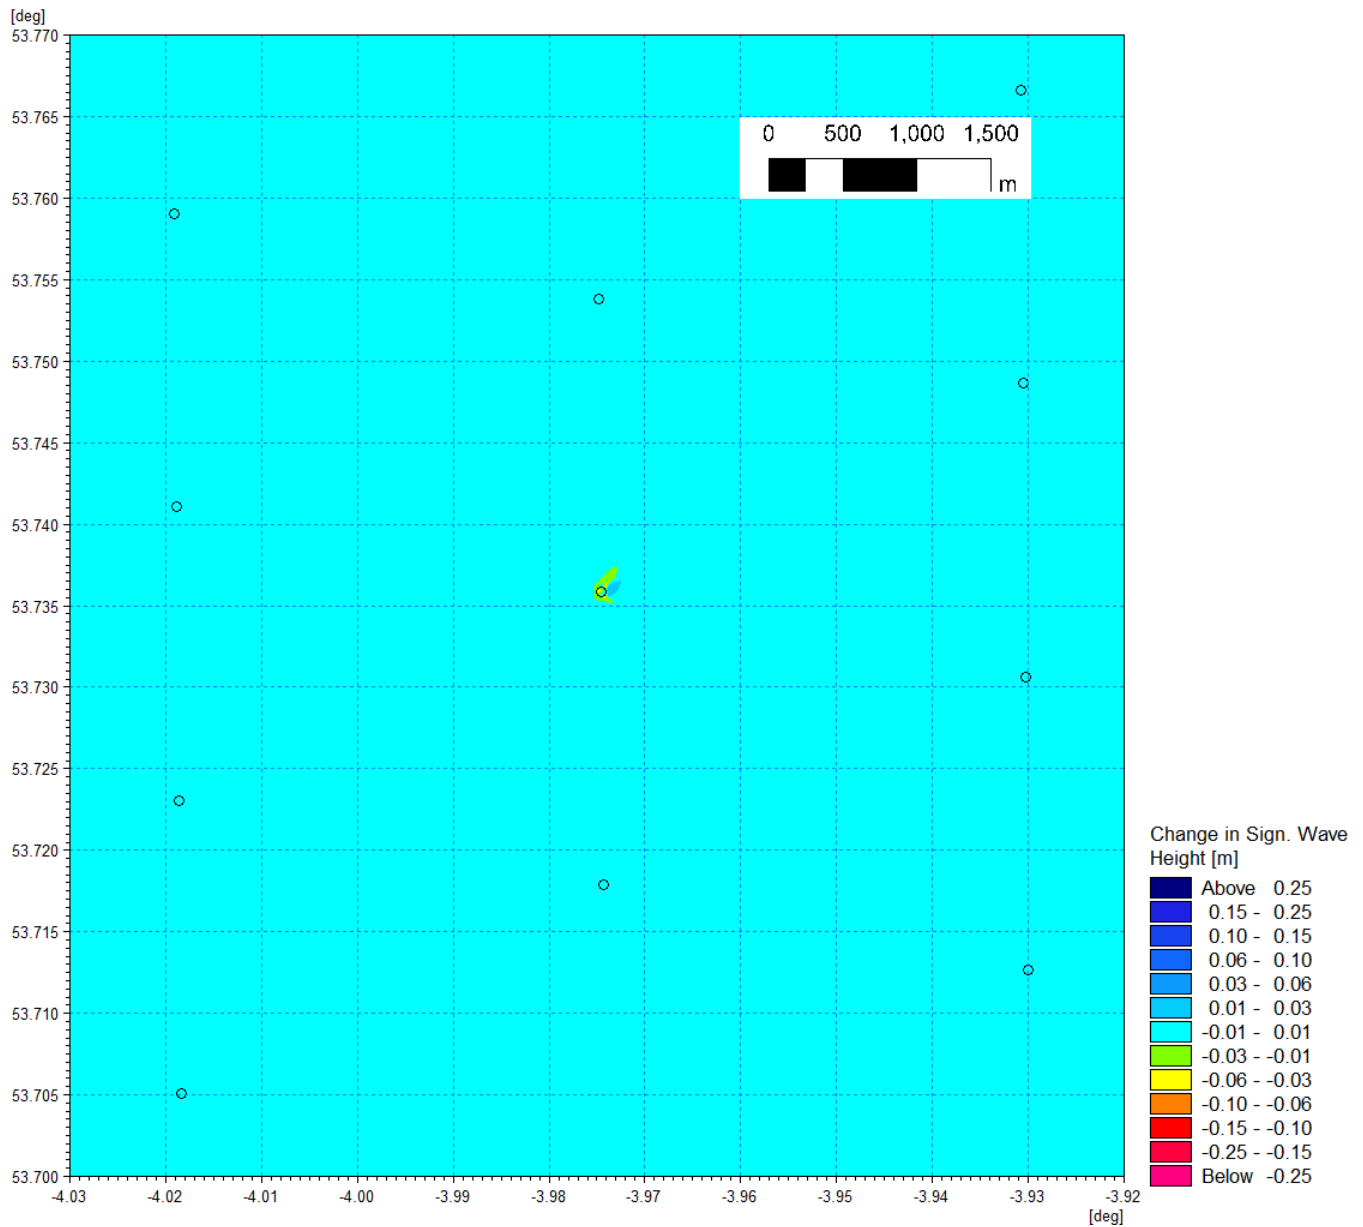 [deg]
53.770
53.765
53.760
53.755
53.750
53.745
53.740
53.735
53.730
53.725
53.720
53.715
53.710
53.705
53.700
0 500 1,000 1,500
m
Change in Sign. Wave
Height [m]
Above 0.25
0.15 - 0.25
0.10 - 0.15
0.06 - 0.10
0.03 - 0.06
0.01 - 0.03
-0.01 - 0.01
-0.03 - -0.01
-0.06 - -0.03
-0.10 - -0.06
-0.15 - -0.10
-0.25 - -0.15
Below -0.25
-4.03 -4.02 -4.01 -4.00 -3.99 -3.98 -3.97 -3.96 -3.95 -3.94 -3.93 -3.92
[deg]